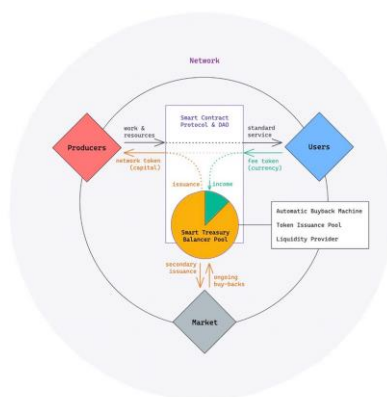 Network
Smart Contract
Protocol & DAO
work &
resources
standard
service
Producers
Users
network token
(capital)
fee token
(currency)
issuance
income
Smart Treasury
Balancer Pool
Automatic Buyback Machine
Token Issuance Pool
Liquidity Provider
secondary
issuance
ongoing
buy-backs
Market